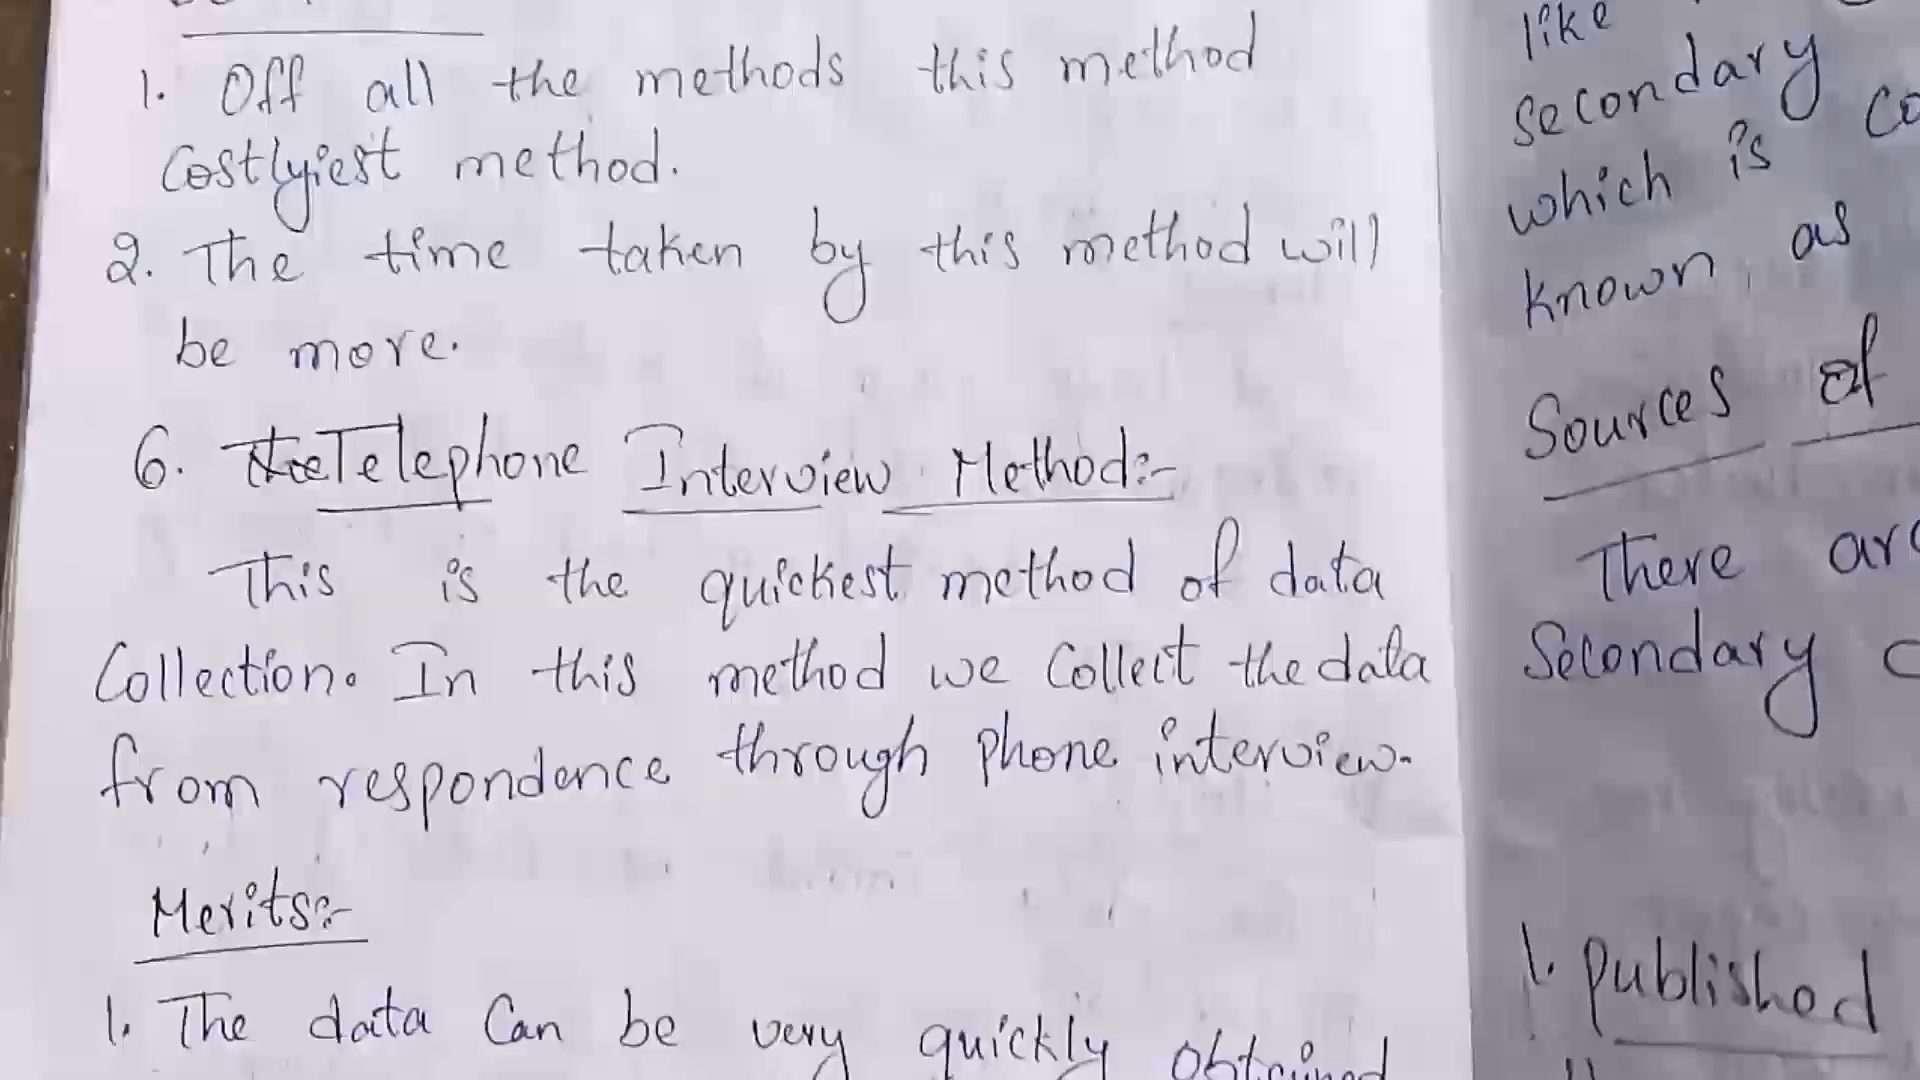 1. Off all the methods this method
Costlyiest method.
2. The time taken by this method will
be more.
6. Telephone Interview Method:-
This is the quickest method of data
Collection. In this method we Collect the data
from respondence through phone interview.
Merits:-
1. The data Can be very quickly obtained
like
secondary co
which is
known as
Sources of
There are
Secondary
1. Published